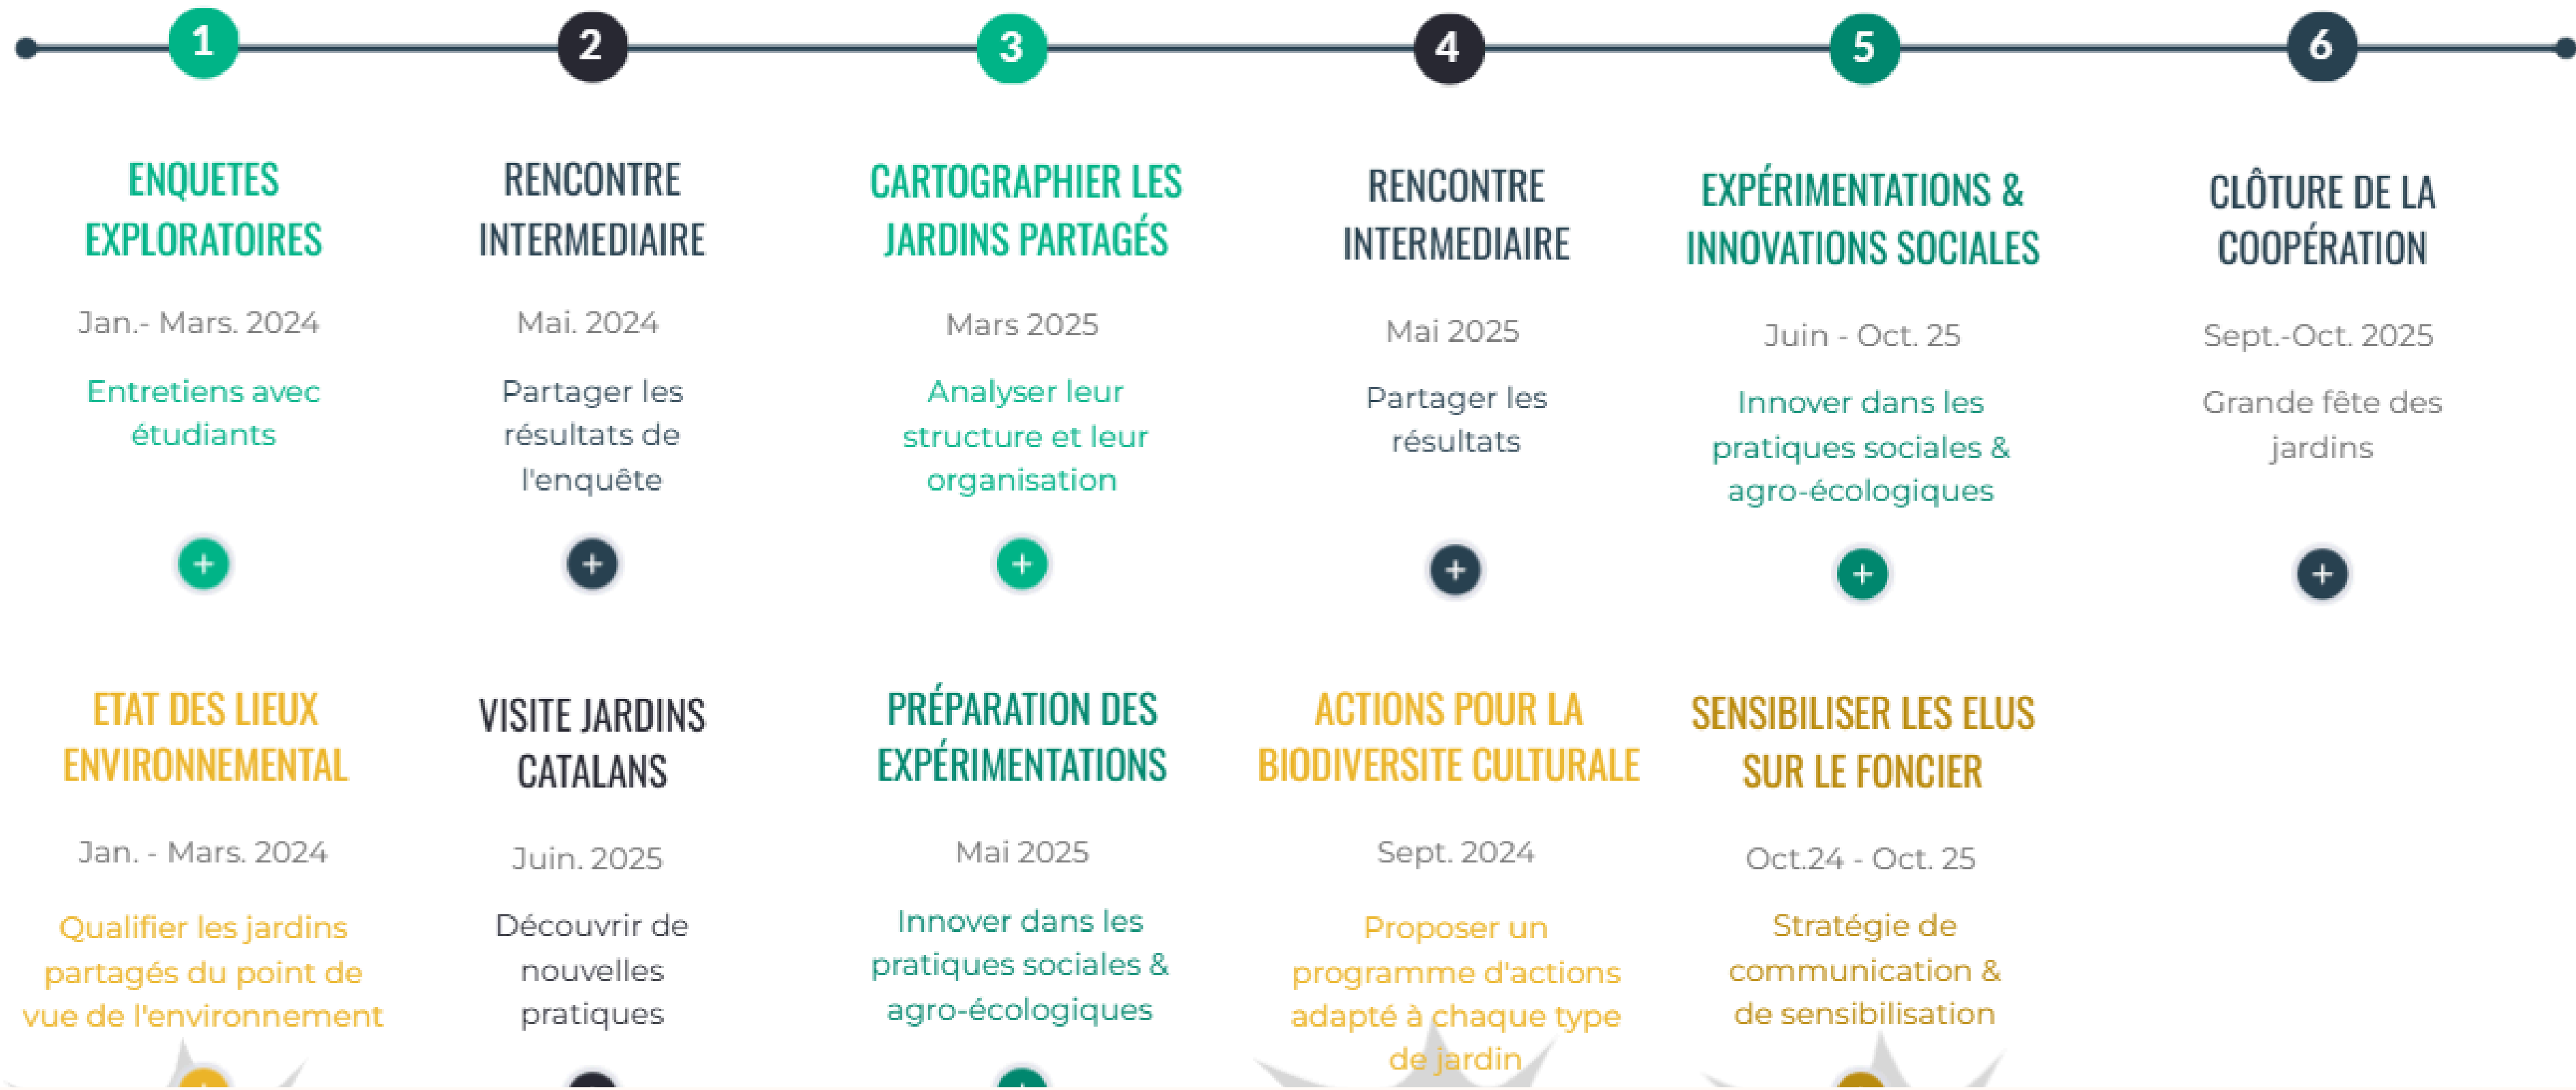 1
2
3
4
5
6
ENQUETES
EXPLORATOIRES
Jan.- Mars. 2024
Entretiens avec
étudiants
+
RENCONTRE
INTERMEDIAIRE
Mai. 2024
Partager les
résultats de
l'enquête
+
CARTOGRAPHIER LES
JARDINS PARTAGÉS
Mars 2025
Analyser leur
structure et leur
organisation
+
RENCONTRE
INTERMEDIAIRE
Mai 2025
Partager les
résultats
+
EXPÉRIMENTATIONS &
INNOVATIONS SOCIALES
Juin - Oct. 25
Innover dans les
pratiques sociales &
agro-écologiques
+
CLÔTURE DE LA
COOPÉRATION
Sept.-Oct. 2025
Grande fête des
jardins
+
ETAT DES LIEUX
ENVIRONNEMENTAL
Jan. - Mars. 2024
Qualifier les jardins
partagés du point de
vue de l'environnement
VISITE JARDINS
CATALANS
Juin. 2025
Découvrir de
nouvelles
pratiques
PRÉPARATION DES
EXPÉRIMENTATIONS
Mai 2025
Innover dans les
pratiques sociales &
agro-écologiques
ACTIONS POUR LA
BIODIVERSITE CULTURALE
Sept. 2024
Proposer un
programme d'actions
adapté à chaque type
de jardin
SENSIBILISER LES ELUS
SUR LE FONCIER
Oct.24 - Oct. 25
Stratégie de
communication &
de sensibilisation